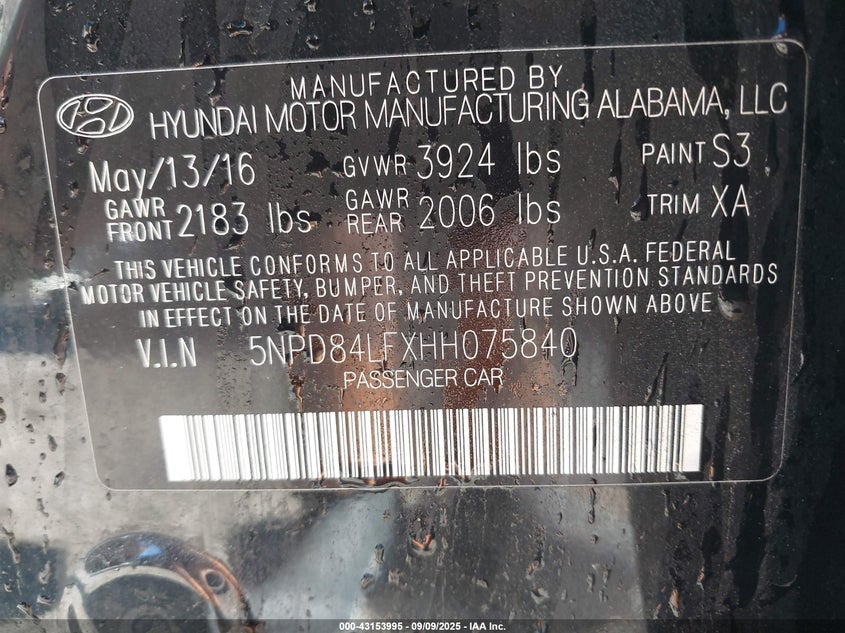 MANUFACTURED BY
HYUNDAI MOTOR MANUFACTURING ALABAMA, LLC
May/13/16 GVWR 3924 lbs PAINT S3
GAWR FRONT 2183 lbs GAWR REAR 2006 lbs TRIM XA
THIS VEHICLE CONFORMS TO ALL APPLICABLE U.S.A. FEDERAL
MOTOR VEHICLE SAFETY, BUMPER, AND THEFT PREVENTION STANDARDS
IN EFFECT ON THE DATE OF MANUFACTURE SHOWN ABOVE
V.I.N 5NPD84LFXHH075840
PASSENGER CAR
000-43153995 - 09/09/2025 - IAA Inc.